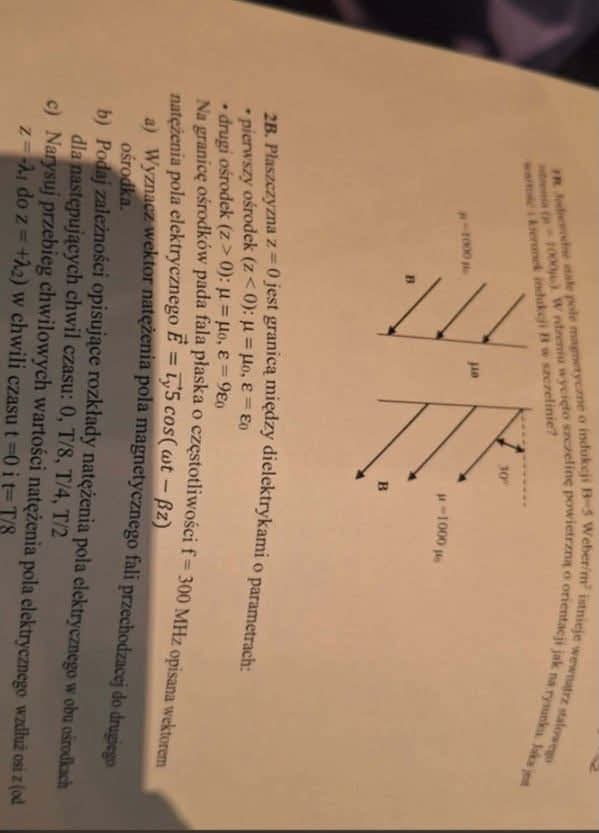 1B. Jednorodne stałe pole magnetyczne o indukcji B=5 Weber/m² istnieje wewnątrz stalowego
rdzenia (μ = 1000μ₀). W rdzeniu wycięto szczelinę powietrzną o orientacji jak na rysunku. Jaka jest
wartość i kierunek indukcji B w szczelinie?
μ =1000 μ₀
B
μ₀
30°
μ =1000 μ₀
B
2B. Płaszczyzna z = 0 jest granicą między dielektrykami o parametrach:
• pierwszy ośrodek (z < 0): μ = μ₀, ε = ε₀
• drugi ośrodek (z > 0): μ = μ₀, ε = 9ε₀
Na granicę ośrodków pada fala płaska o częstotliwości f = 300 MHz opisana wektorem
natężenia pola elektrycznego E⃗ = i⃗ᵧ5 cos(ωt − βz)
a) Wyznacz wektor natężenia pola magnetycznego fali przechodzacej do drugiego
ośrodka.
b) Podaj zależności opisujące rozkłady natężenia pola elektrycznego w obu ośrodkach
dla następujących chwil czasu: 0, T/8, T/4, T/2
c) Narysuj przebieg chwilowych wartości natężenia pola elektrycznego wzdłuż osi z (od
z = -λ₁ do z = +λ₂) w chwili czasu t =0 i t= T/8